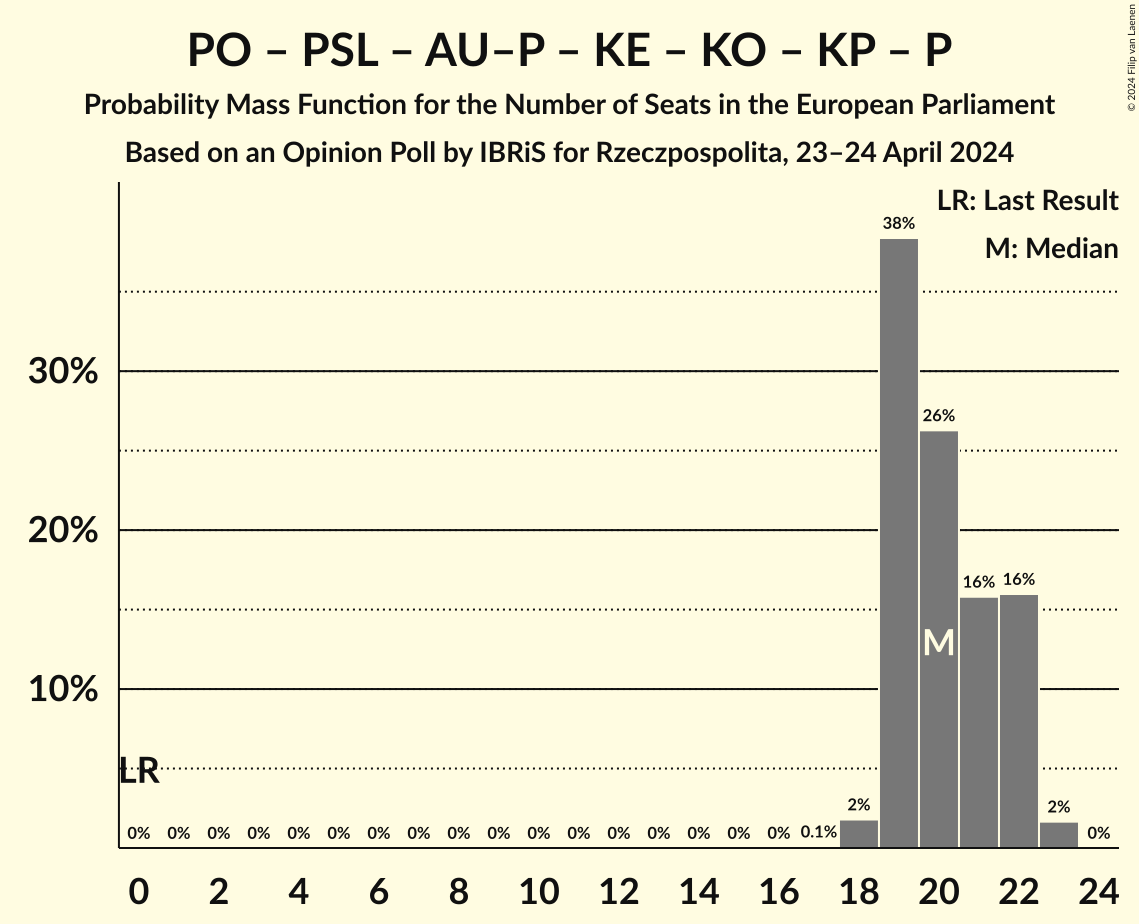 PO – PSL – AU–P – KE – KO – KP – P
Probability Mass Function for the Number of Seats in the European Parliament
Based on an Opinion Poll by IBRiS for Rzeczpospolita, 23–24 April 2024
© 2024 Filip van Laenen
LR: Last Result
M: Median
38%
30%
26%
20%
16% 16%
M
10%
LR
2% 2%
0% 0% 0% 0% 0% 0% 0% 0% 0% 0% 0% 0% 0% 0% 0% 0% 0% 0.1% 0%
0 2 4 6 8 10 12 14 16 18 20 22 24